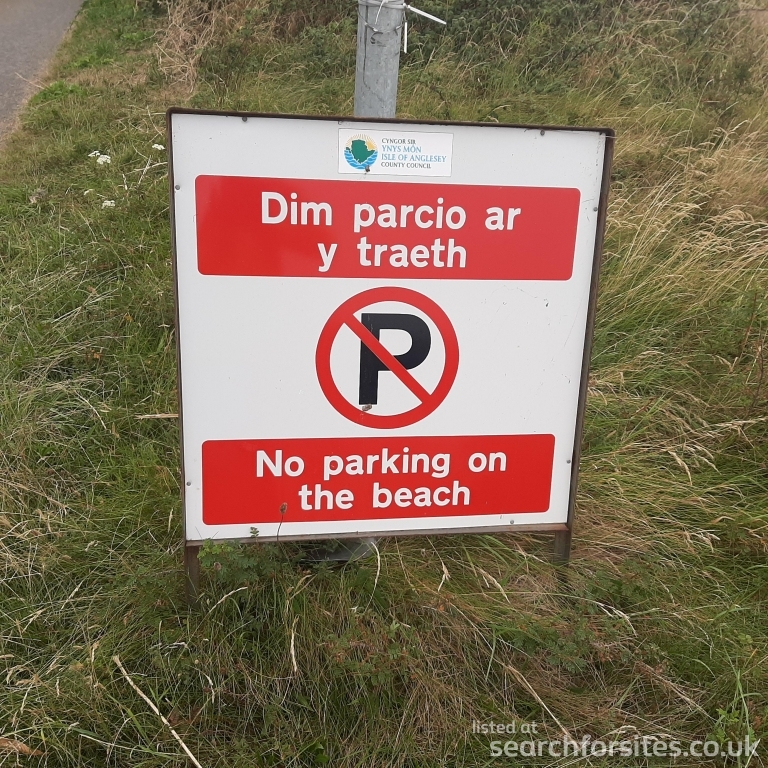 CYNGOR SIR
YNYS MÔN
ISLE OF ANGLESEY
COUNTY COUNCIL
Dim parcio ar
y traeth
P
No parking on
the beach
listed at
searchforsites.co.uk